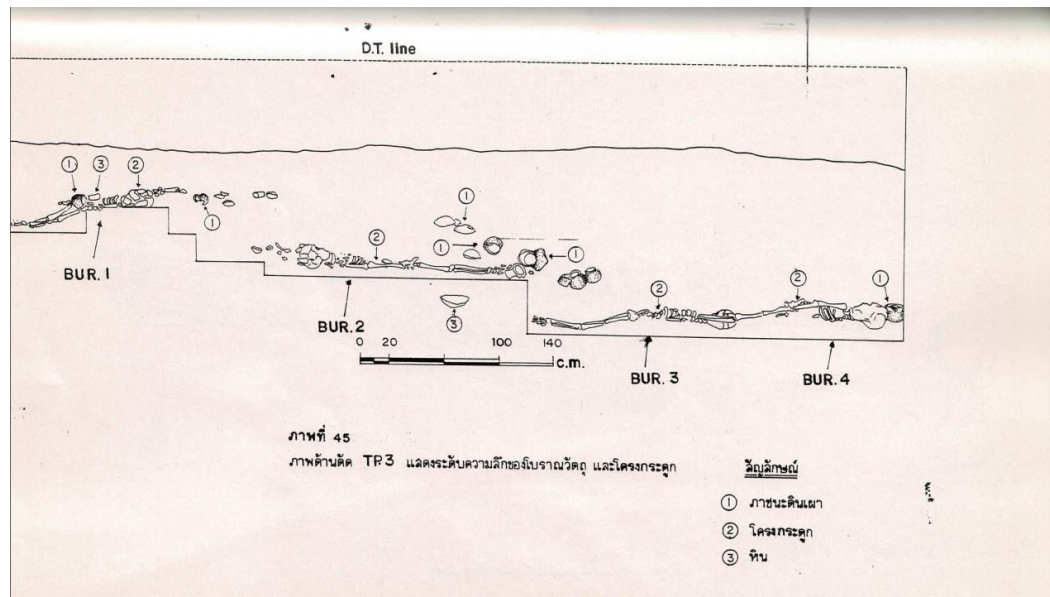 D.T. line
① ③ ②
①
BUR. 1
①
①
①
②
BUR. 2
③
0 20 100 140
c.m.
②
②
①
BUR. 3
BUR. 4
ภาพที่ 45
ภาพด้านตัด TP.3 แสดงระดับความลึกของโบราณวัตถุ และโครงกระดูก
สัญลักษณ์
① ภาชนะดินเผา
② โครงกระดูก
③ หิน